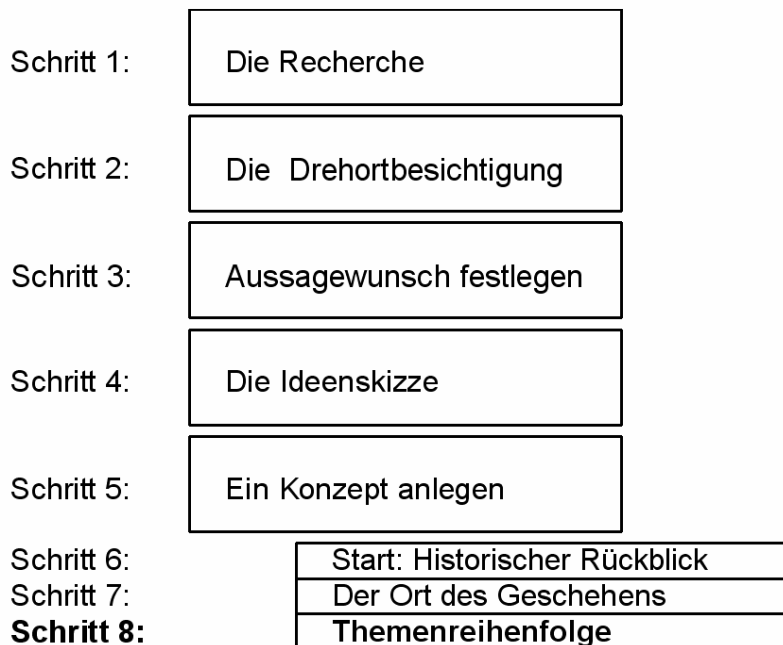 Schritt 1: Die Recherche
Schritt 2: Die Drehortbesichtigung
Schritt 3: Aussagewunsch festlegen
Schritt 4: Die Ideenskizze
Schritt 5: Ein Konzept anlegen
Schritt 6: Start: Historischer Rückblick
Schritt 7: Der Ort des Geschehens
Schritt 8: Themenreihenfolge